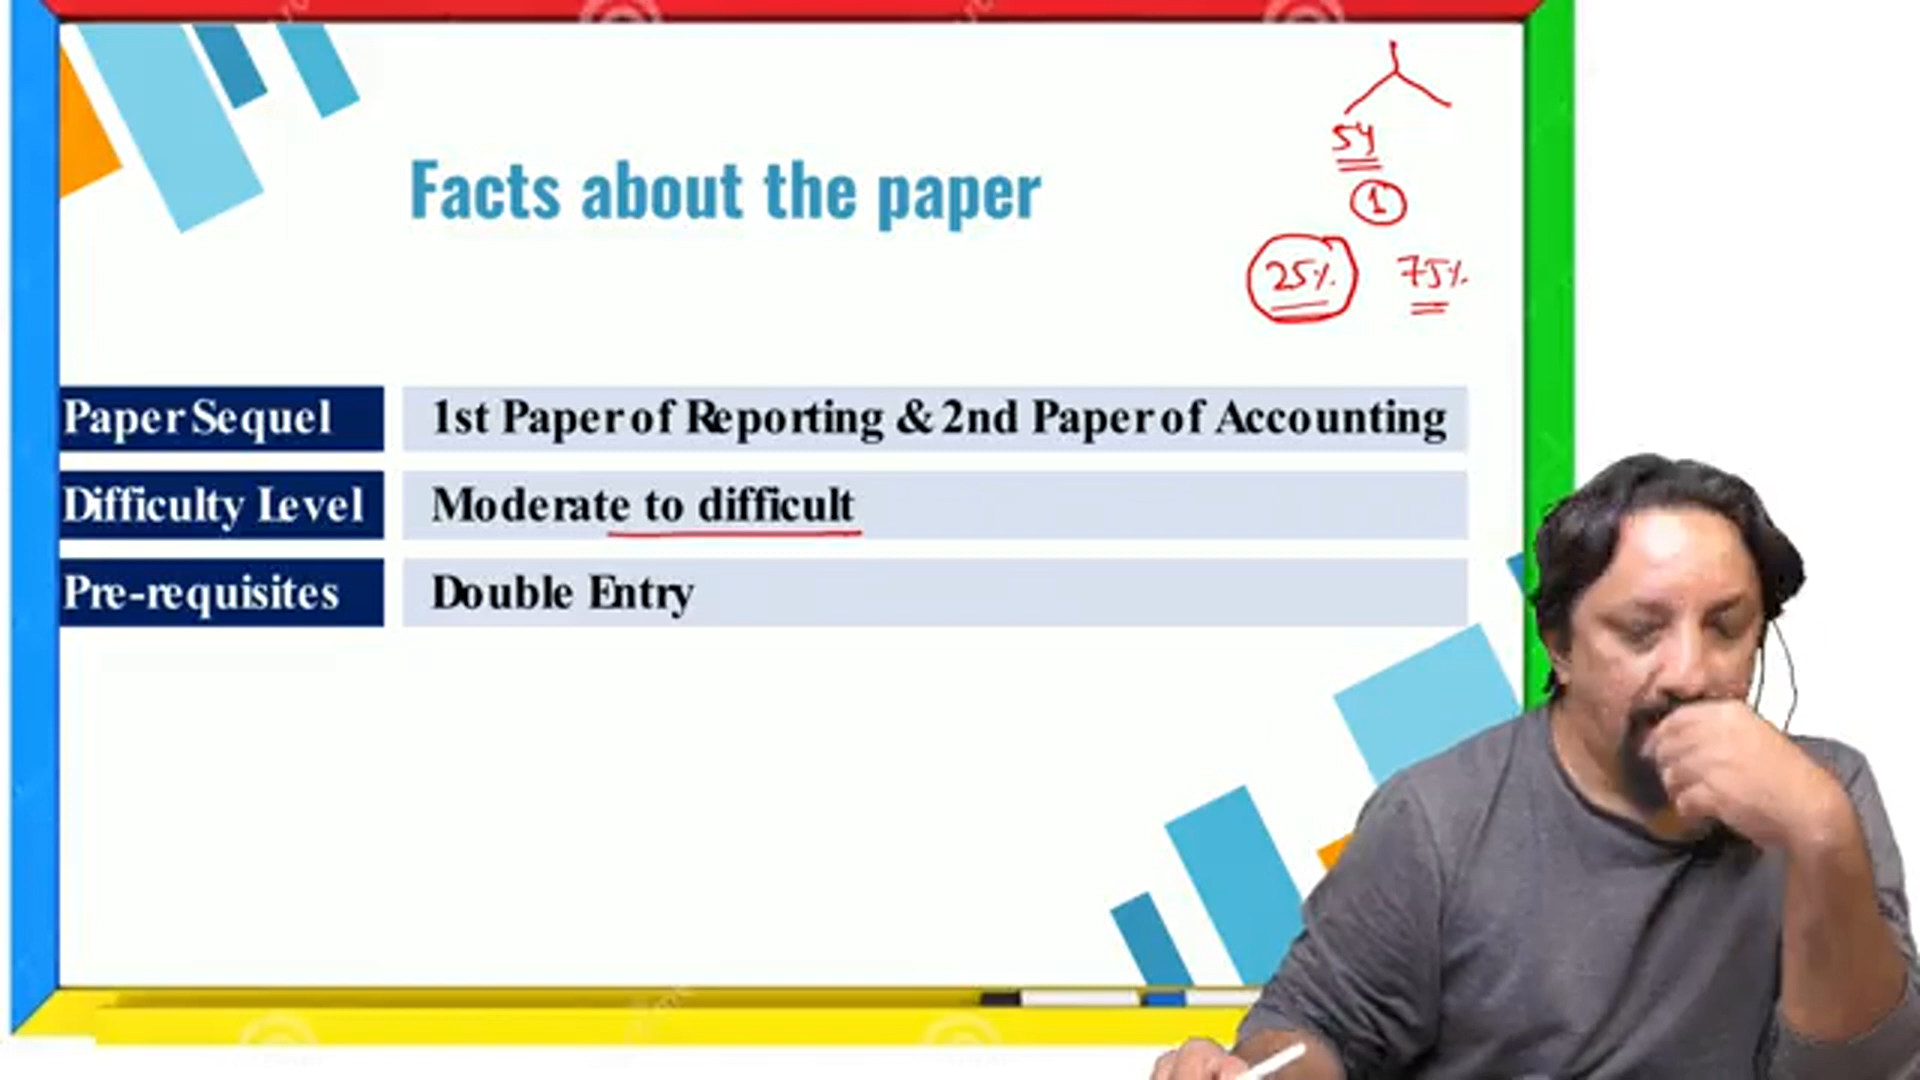 Facts about the paper
5y
1
25%. 75%.
Paper Sequel 1st Paper of Reporting & 2nd Paper of Accounting
Difficulty Level Moderate to difficult
Pre-requisites Double Entry